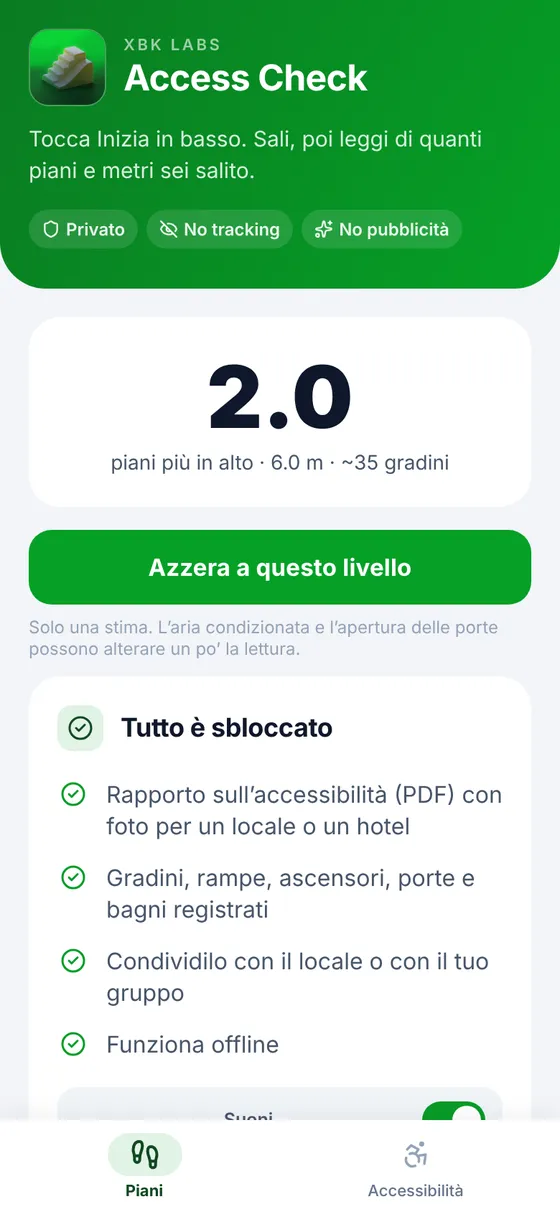 XBK LABS
Access Check
Tocca Inizia in basso. Sali, poi leggi di quanti
piani e metri sei salito.
Privato
No tracking
No pubblicità
2.0
piani più in alto · 6.0 m · ~35 gradini
Azzera a questo livello
Solo una stima. L’aria condizionata e l’apertura delle porte
possono alterare un po’ la lettura.
Tutto è sbloccato
Rapporto sull’accessibilità (PDF) con
foto per un locale o un hotel
Gradini, rampe, ascensori, porte e
bagni registrati
Condividilo con il locale o con il tuo
gruppo
Funziona offline
Suoni
Piani
Accessibilità